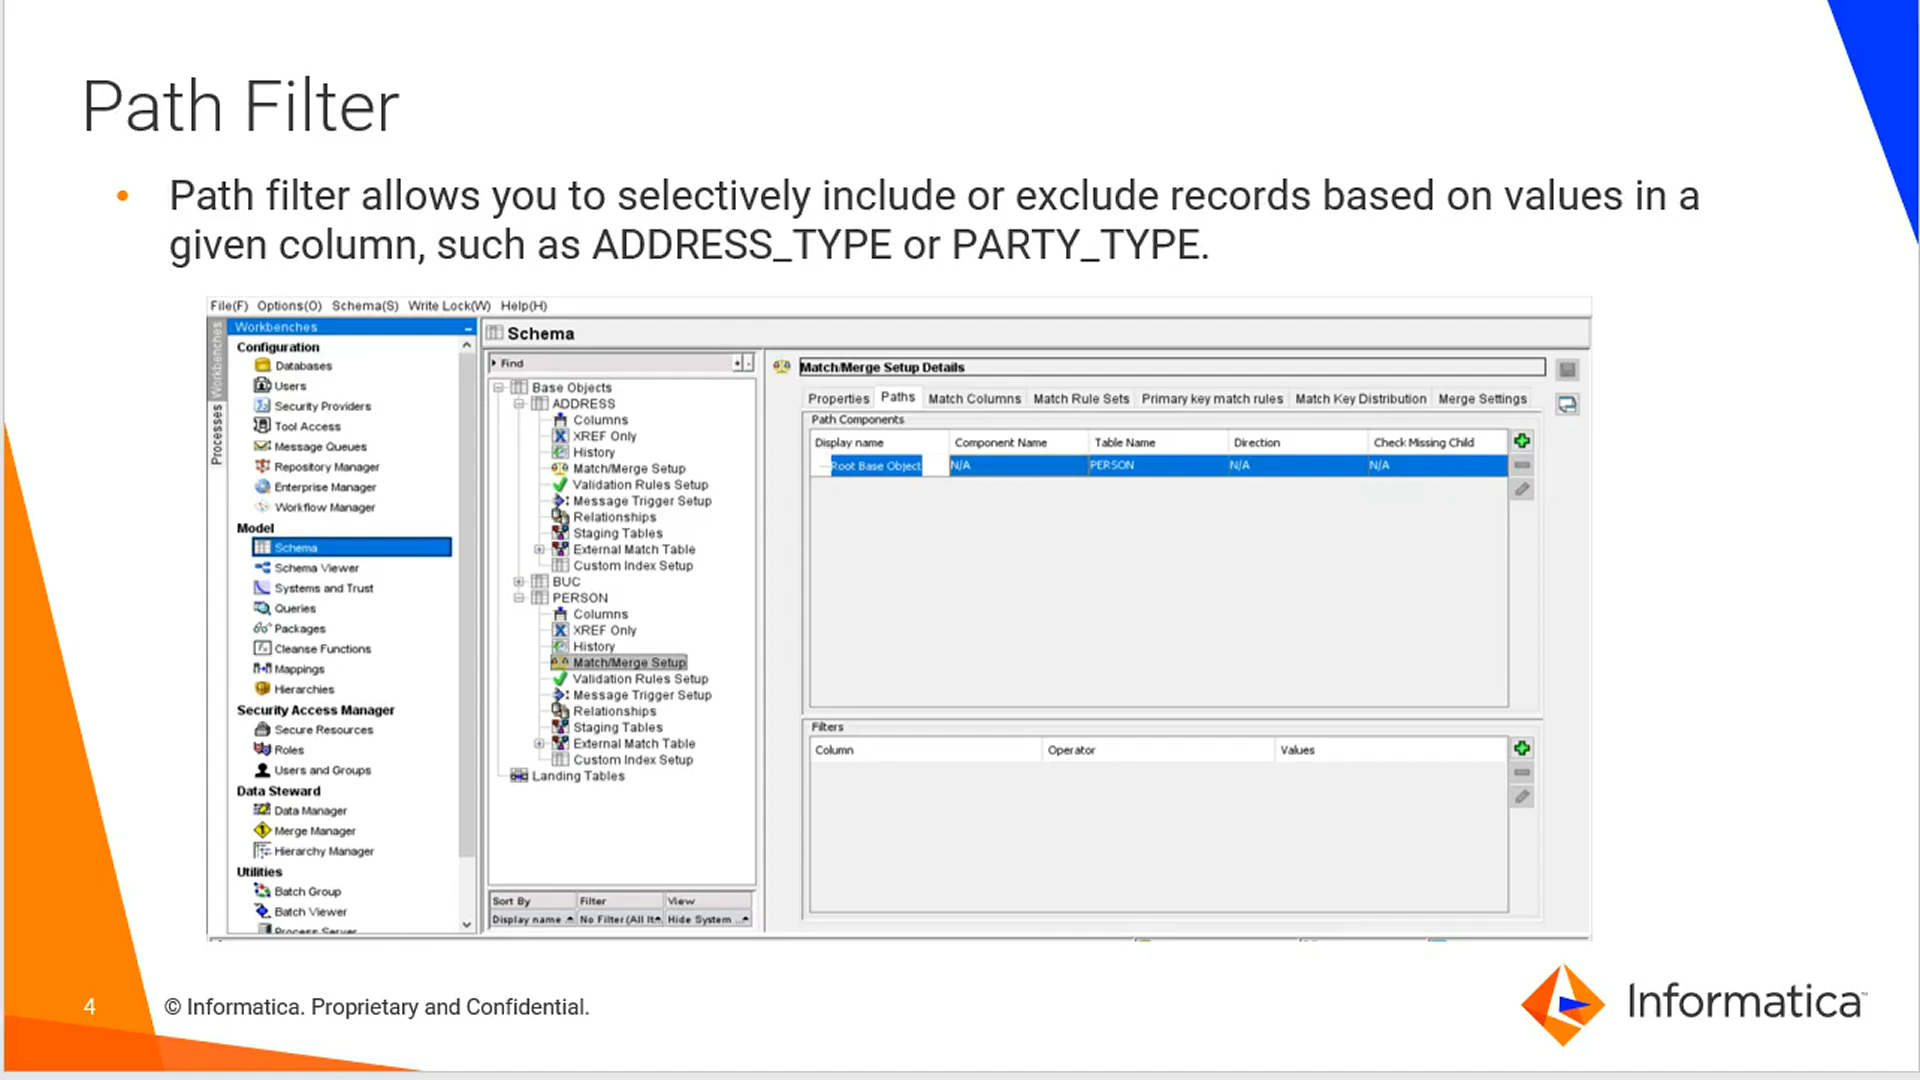 Path Filter
• Path filter allows you to selectively include or exclude records based on values in a
given column, such as ADDRESS_TYPE or PARTY_TYPE.
File(F) Options(O) Schema(S) Write Lock(W) Help(H)
Workbenches
Processes
Workbenches
Configuration
Databases
Users
Security Providers
Tool Access
Message Queues
Repository Manager
Enterprise Manager
Workflow Manager
Model
Schema
Schema Viewer
Systems and Trust
Queries
Packages
Cleanse Functions
Mappings
Hierarchies
Security Access Manager
Secure Resources
Roles
Users and Groups
Data Steward
Data Manager
Merge Manager
Hierarchy Manager
Utilities
Batch Group
Batch Viewer
Process Server
Schema
Find
Base Objects
ADDRESS
Columns
XREF Only
History
Match/Merge Setup
Validation Rules Setup
Message Trigger Setup
Relationships
Staging Tables
External Match Table
Custom Index Setup
BUC
PERSON
Columns
XREF Only
History
Match/Merge Setup
Validation Rules Setup
Message Trigger Setup
Relationships
Staging Tables
External Match Table
Custom Index Setup
Landing Tables
Sort By Filter View
Display name No Filter (All It Hide System ...
Match/Merge Setup Details
Properties Paths Match Columns Match Rule Sets Primary key match rules Match Key Distribution Merge Settings
Path Components
Display name Component Name Table Name Direction Check Missing Child
Root Base Object N/A PERSON N/A N/A
Filters
Column Operator Values
4
© Informatica. Proprietary and Confidential.
Informatica™